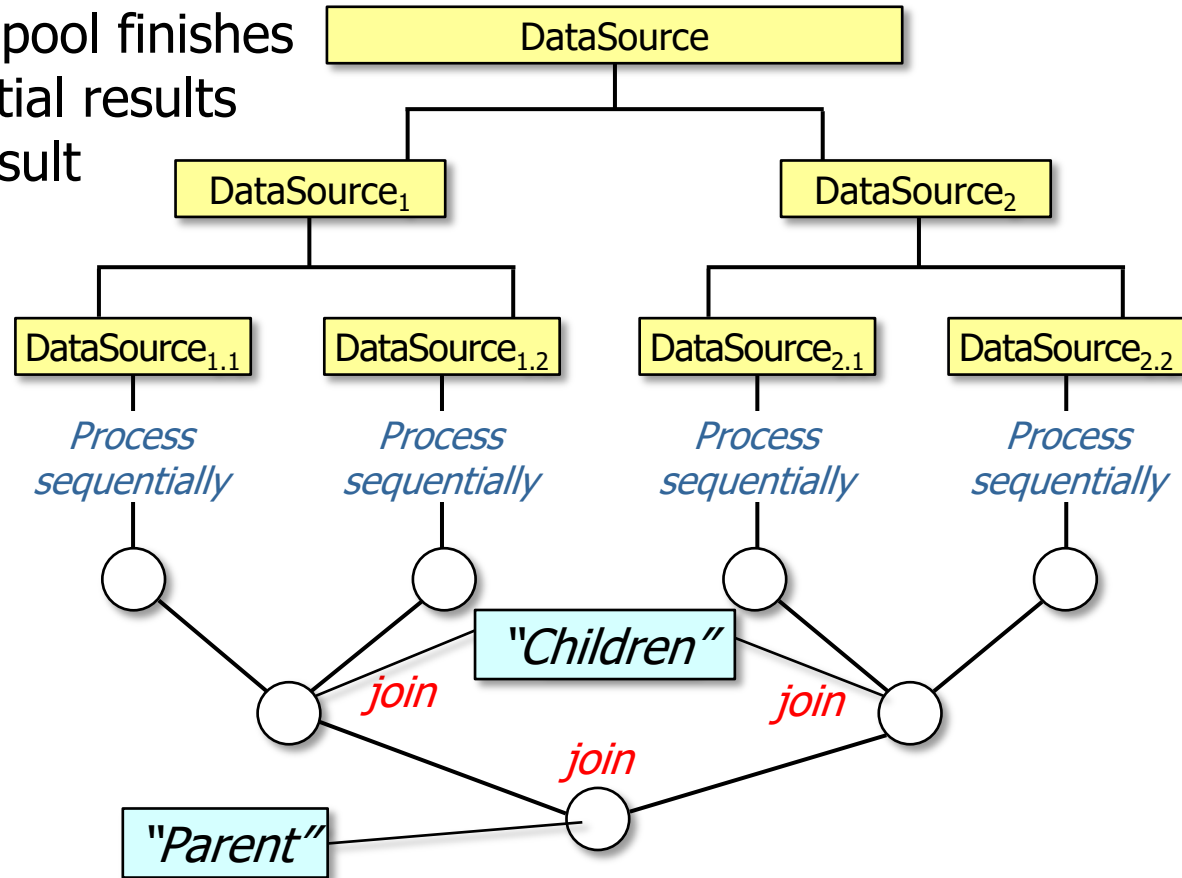 pool finishes
tial results
sult
DataSource
DataSource₁
DataSource₂
DataSource₁.₁
DataSource₁.₂
DataSource₂.₁
DataSource₂.₂
Process
sequentially
Process
sequentially
Process
sequentially
Process
sequentially
"Children"
join
join
join
"Parent"